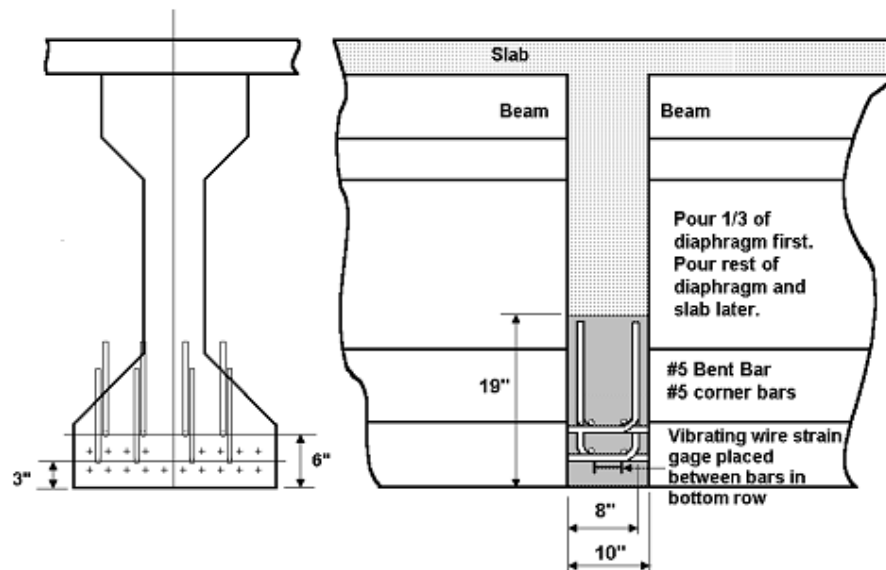 Slab
Beam
Beam
Pour 1/3 of
diaphragm first.
Pour rest of
diaphragm and
slab later.
19"
#5 Bent Bar
#5 corner bars
Vibrating wire strain
gage placed
between bars in
bottom row
3"
6"
8"
10"